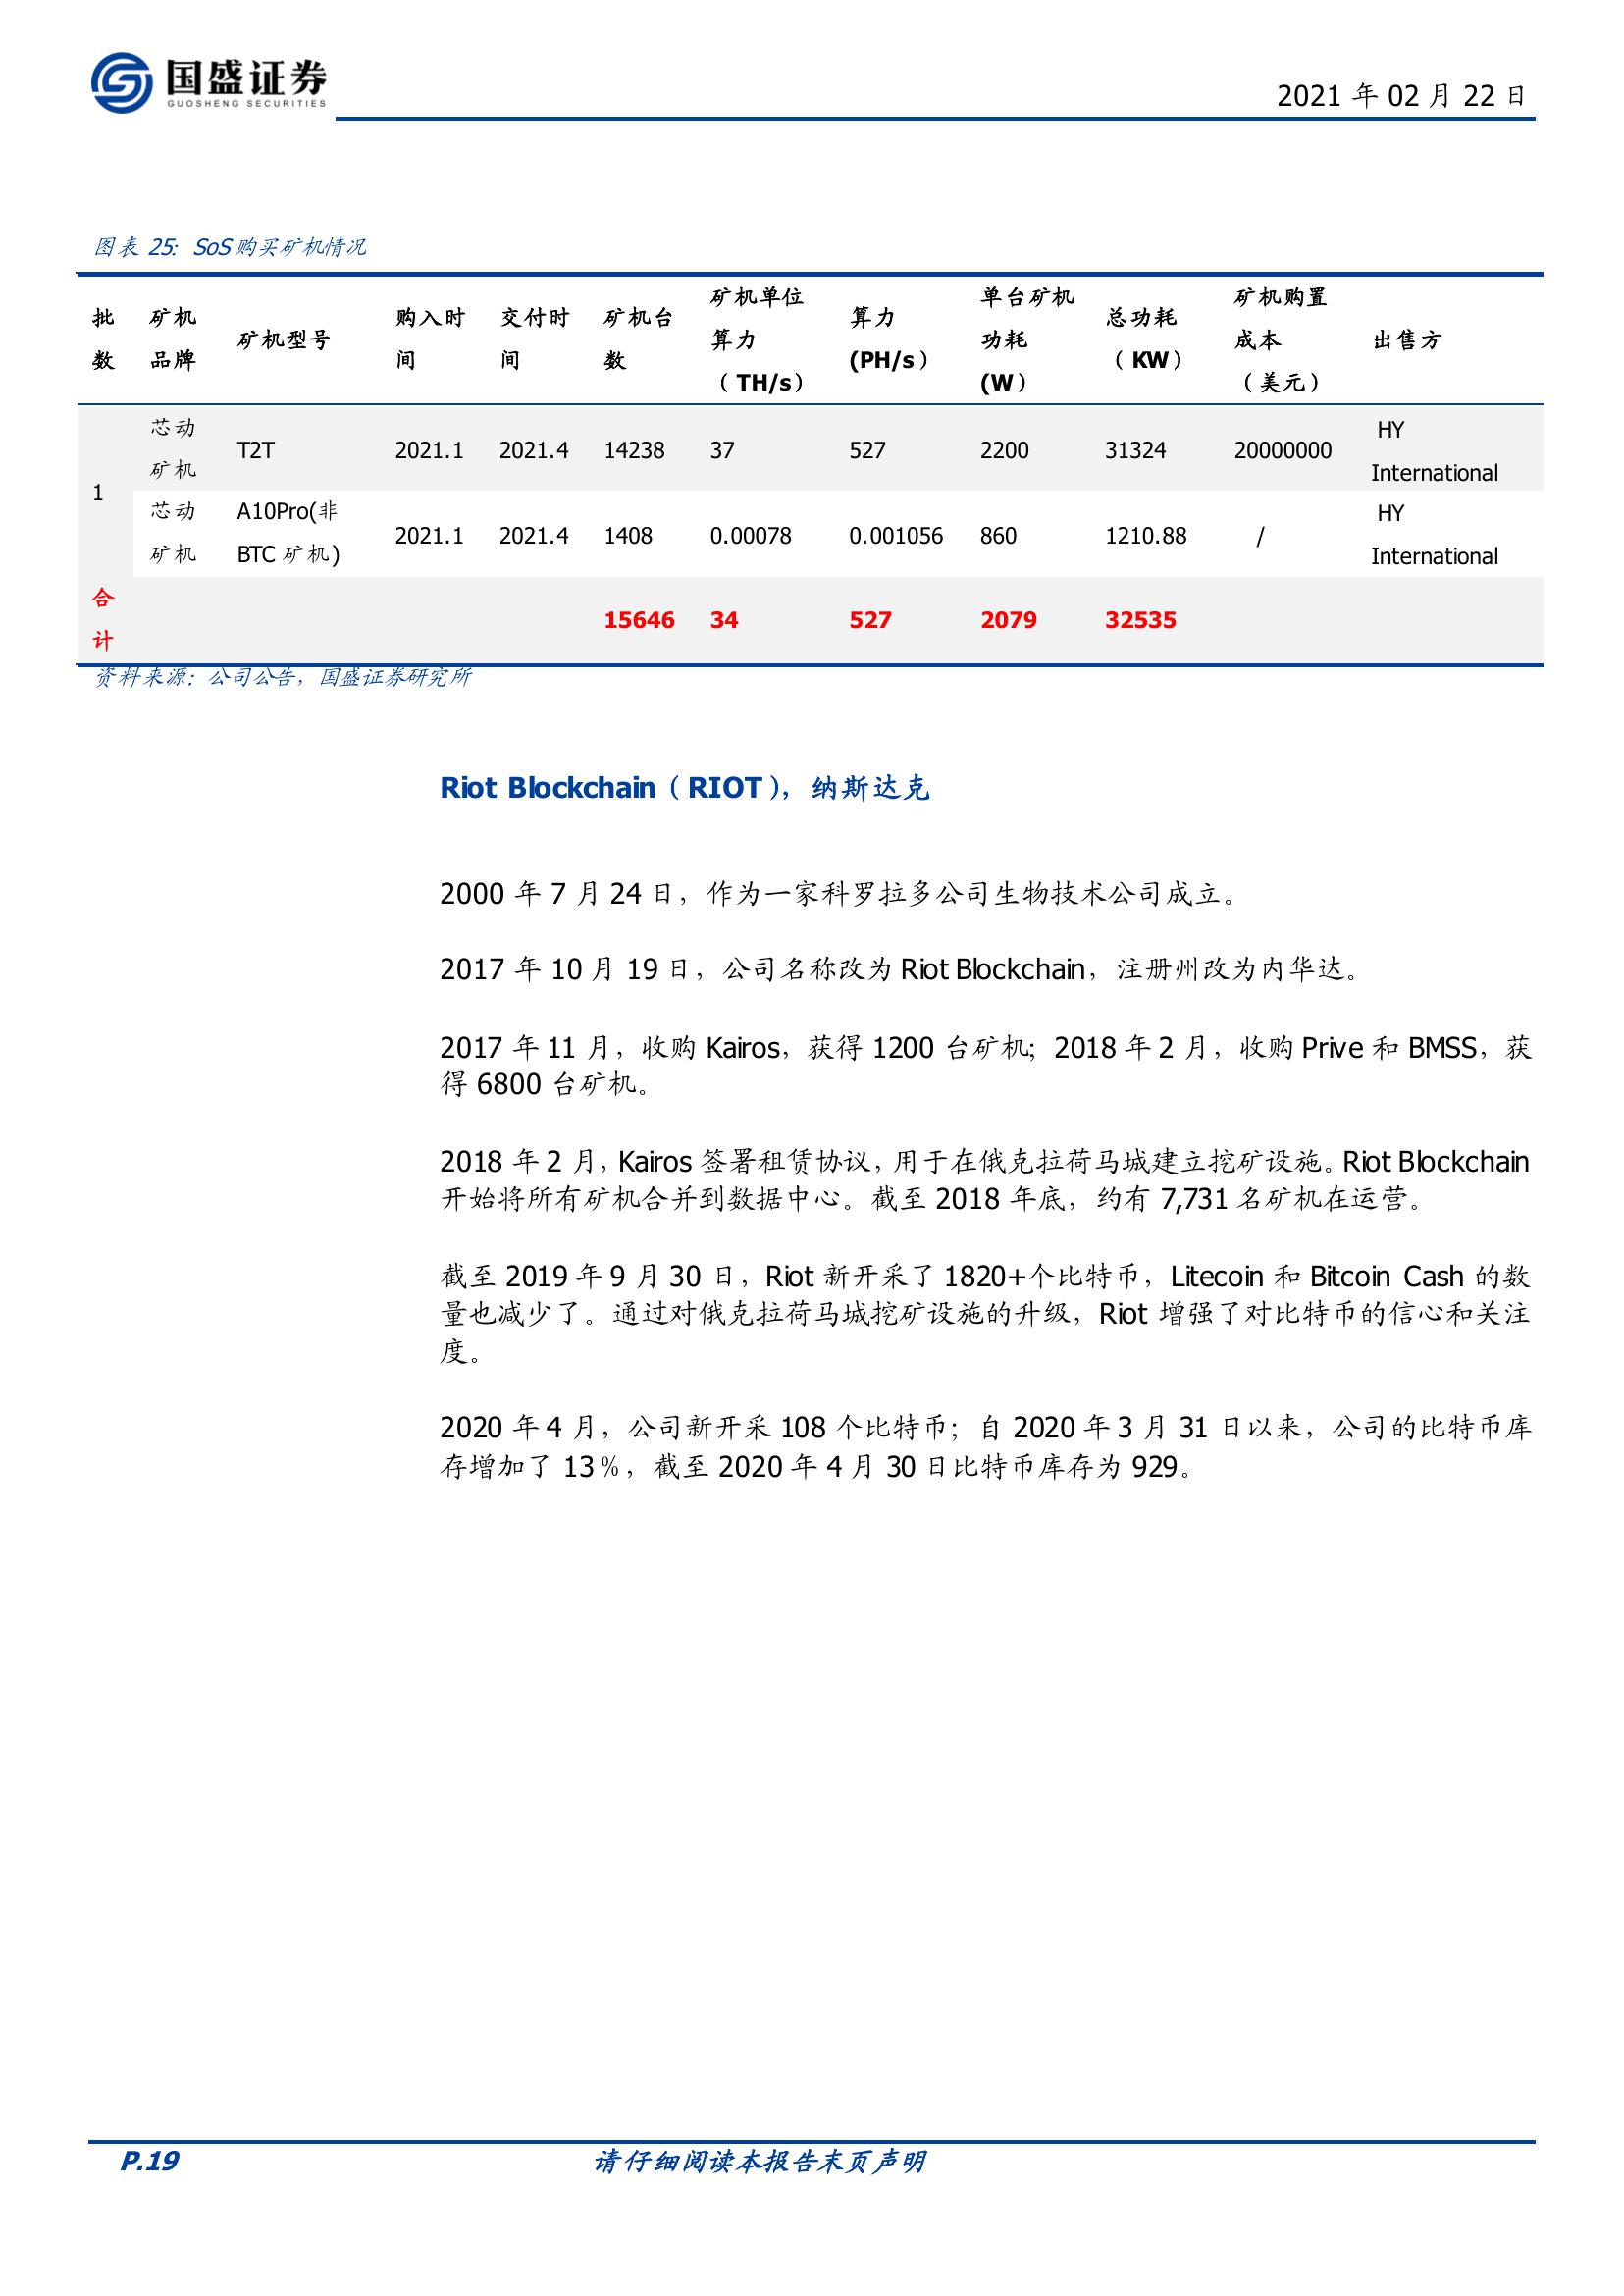 国盛证券
GUOSHENG SECURITIES
2021 年 02 月 22 日
图表 25: SoS 购买矿机情况
批数 矿机品牌 矿机型号 购入时间 交付时间 矿机台数 矿机单位算力（TH/s） 算力(PH/s） 单台矿机功耗(W） 总功耗（KW） 矿机购置成本（美元） 出售方
1 芯动矿机 T2T 2021.1 2021.4 14238 37 527 2200 31324 20000000 HY International
芯动矿机 A10Pro(非BTC 矿机) 2021.1 2021.4 1408 0.00078 0.001056 860 1210.88 / HY International
合计 15646 34 527 2079 32535
资料来源：公司公告，国盛证券研究所
Riot Blockchain（RIOT），纳斯达克
2000 年 7 月 24 日，作为一家科罗拉多公司生物技术公司成立。
2017 年 10 月 19 日，公司名称改为 Riot Blockchain，注册州改为内华达。
2017 年 11 月，收购 Kairos，获得 1200 台矿机；2018 年 2 月，收购 Prive 和 BMSS，获
得 6800 台矿机。
2018 年 2 月，Kairos 签署租赁协议，用于在俄克拉荷马城建立挖矿设施。Riot Blockchain
开始将所有矿机合并到数据中心。截至 2018 年底，约有 7,731 名矿机在运营。
截至 2019 年 9 月 30 日，Riot 新开采了 1820+个比特币，Litecoin 和 Bitcoin Cash 的数
量也减少了。通过对俄克拉荷马城挖矿设施的升级，Riot 增强了对比特币的信心和关注
度。
2020 年 4 月，公司新开采 108 个比特币；自 2020 年 3 月 31 日以来，公司的比特币库
存增加了 13％，截至 2020 年 4 月 30 日比特币库存为 929。
P.19 请仔细阅读本报告末页声明